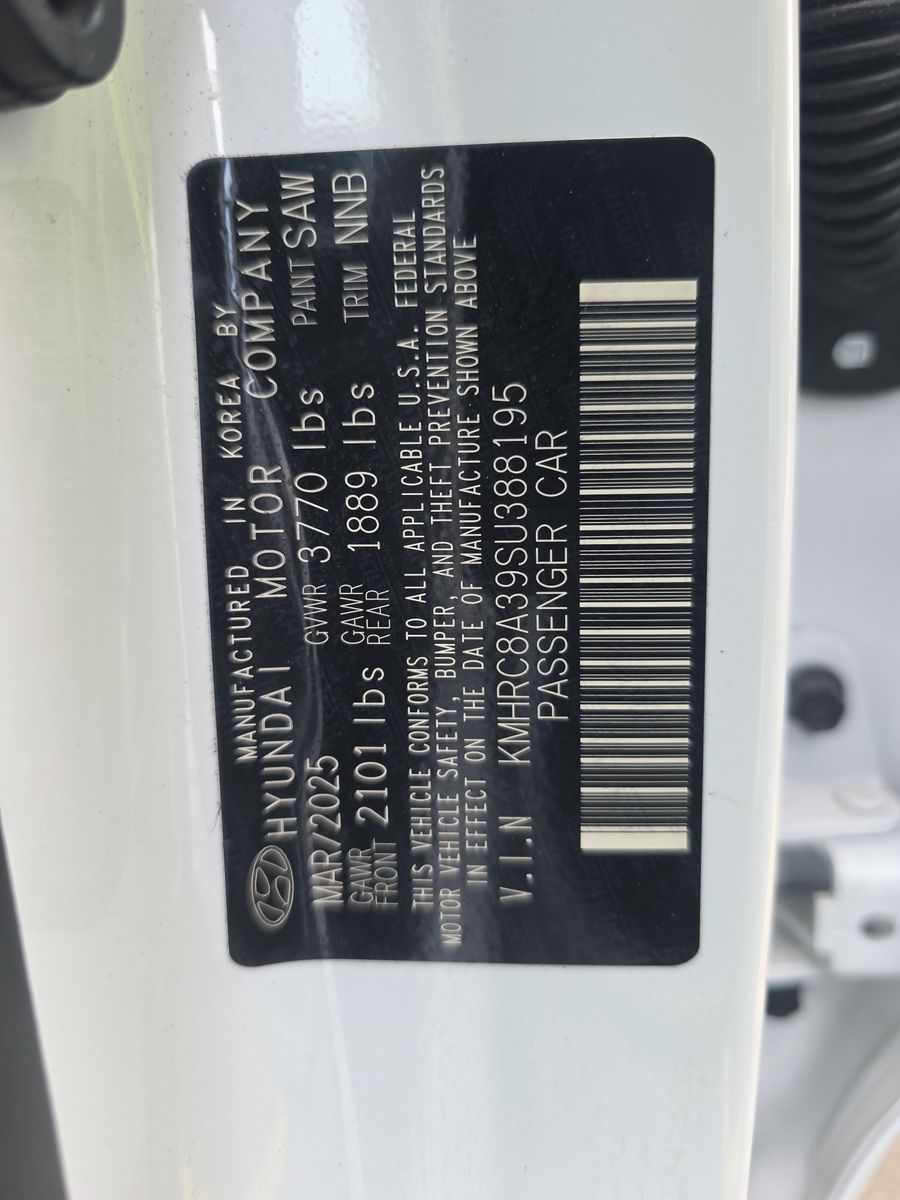 MANUFACTURED IN KOREA BY
HYUNDAI MOTOR COMPANY
MAR/2025 GVWR 3770 lbs PAINT SAW
GAWR FRONT 2101 lbs GAWR REAR 1889 lbs TRIM NNB
THIS VEHICLE CONFORMS TO ALL APPLICABLE U.S.A. FEDERAL
MOTOR VEHICLE SAFETY, BUMPER, AND THEFT PREVENTION STANDARDS
IN EFFECT ON THE DATE OF MANUFACTURE SHOWN ABOVE
V.I.N KMHRC8A39SU388195
PASSENGER CAR